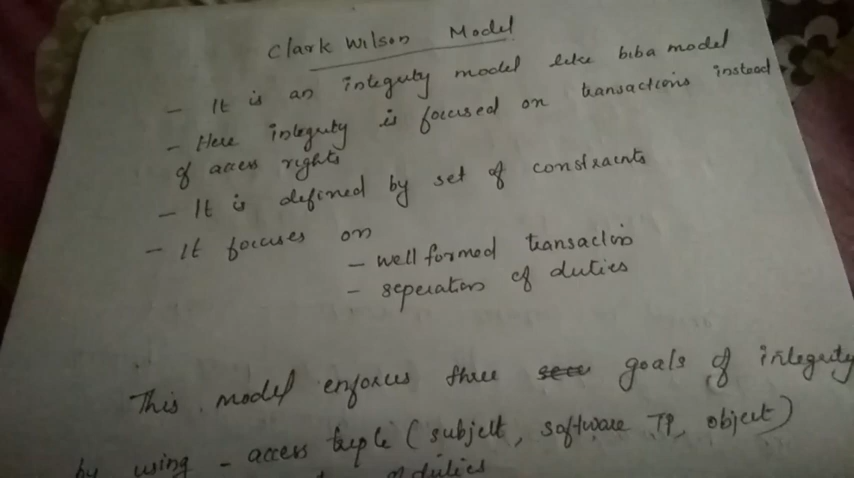 Clark Wilson Model
- It is an integrity model like biba model
- Here integrity is focused on transactions instead
of access rights
- It is defined by set of constraints
- It focuses on
- well formed transaction
- seperation of duties
This model enforces three goals of integrity
by using - access tuple (subject, software TP, object)
of duties